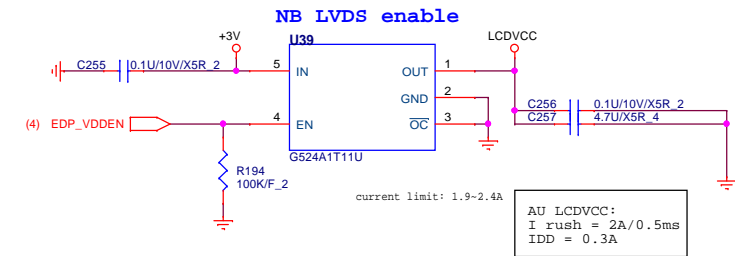 NB LVDS enable
+3V
U39
LCDVCC
C255
0.1U/10V/X5R_2
5
IN
OUT
1
GND
2
C256
0.1U/10V/X5R_2
(4)
EDP_VDDEN
4
EN
OC
3
C257
4.7U/X5R_4
G524A1T11U
R194
100K/F_2
current limit: 1.9~2.4A
AU LCDVCC:
I rush = 2A/0.5ms
IDD = 0.3A